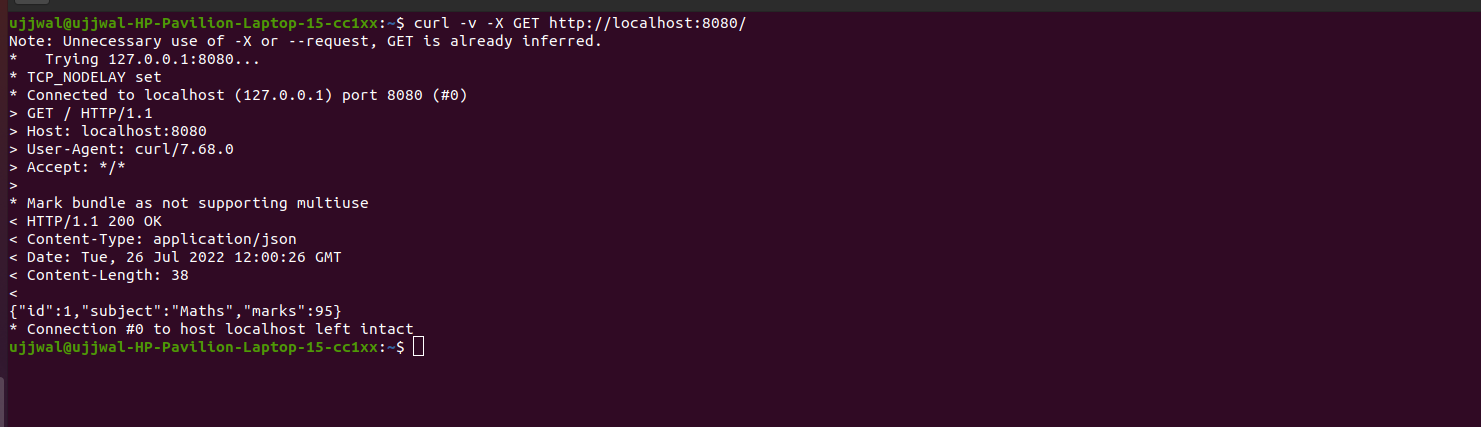 ujjwal@ujjwal-HP-Pavilion-Laptop-15-cc1xx:~$ curl -v -X GET http://localhost:8080/
Note: Unnecessary use of -X or --request, GET is already inferred.
*   Trying 127.0.0.1:8080...
* TCP_NODELAY set
* Connected to localhost (127.0.0.1) port 8080 (#0)
> GET / HTTP/1.1
> Host: localhost:8080
> User-Agent: curl/7.68.0
> Accept: */*
>
* Mark bundle as not supporting multiuse
< HTTP/1.1 200 OK
< Content-Type: application/json
< Date: Tue, 26 Jul 2022 12:00:26 GMT
< Content-Length: 38
<
{"id":1,"subject":"Maths","marks":95}
* Connection #0 to host localhost left intact
ujjwal@ujjwal-HP-Pavilion-Laptop-15-cc1xx:~$